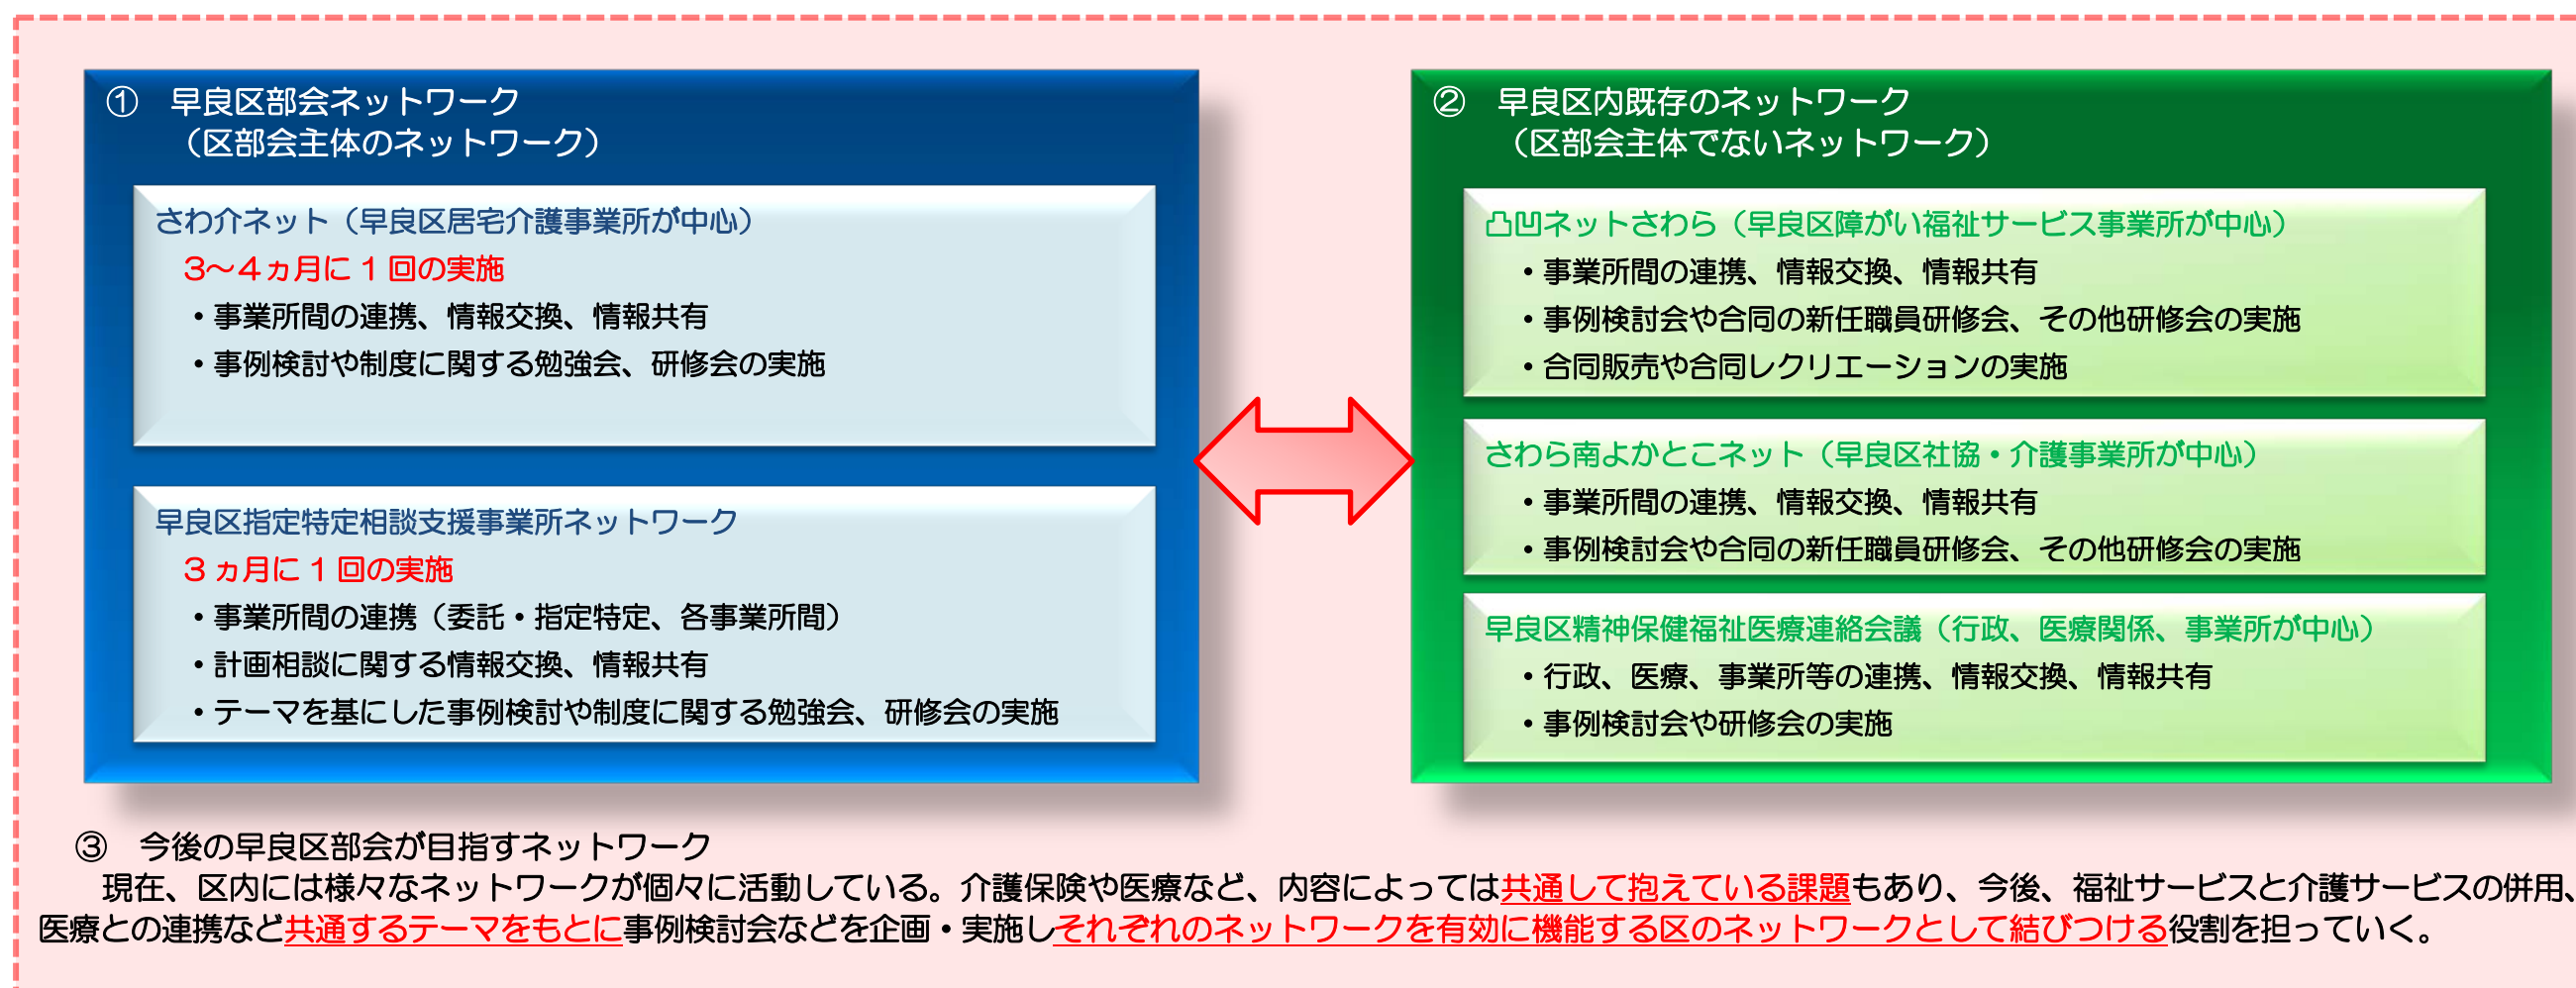 ① 早良区部会ネットワーク
（区部会主体のネットワーク）
さわ介ネット（早良区居宅介護事業所が中心）
3～4ヵ月に1回の実施
・事業所間の連携、情報交換、情報共有
・事例検討や制度に関する勉強会、研修会の実施
早良区指定特定相談支援事業所ネットワーク
3ヵ月に1回の実施
・事業所間の連携（委託・指定特定、各事業所間）
・計画相談に関する情報交換、情報共有
・テーマを基にした事例検討や制度に関する勉強会、研修会の実施
② 早良区内既存のネットワーク
（区部会主体でないネットワーク）
凸凹ネットさわら（早良区障がい福祉サービス事業所が中心）
・事業所間の連携、情報交換、情報共有
・事例検討会や合同の新任職員研修会、その他研修会の実施
・合同販売や合同レクリエーションの実施
さわら南よかとこネット（早良区社協・介護事業所が中心）
・事業所間の連携、情報交換、情報共有
・事例検討会や合同の新任職員研修会、その他研修会の実施
早良区精神保健福祉医療連絡会議（行政、医療関係、事業所が中心）
・行政、医療、事業所等の連携、情報交換、情報共有
・事例検討会や研修会の実施
③ 今後の早良区部会が目指すネットワーク
現在、区内には様々なネットワークが個々に活動している。介護保険や医療など、内容によっては共通して抱えている課題もあり、今後、福祉サービスと介護サービスの併用、
医療との連携など共通するテーマをもとに事例検討会などを企画・実施しそれぞれのネットワークを有効に機能する区のネットワークとして結びつける役割を担っていく。